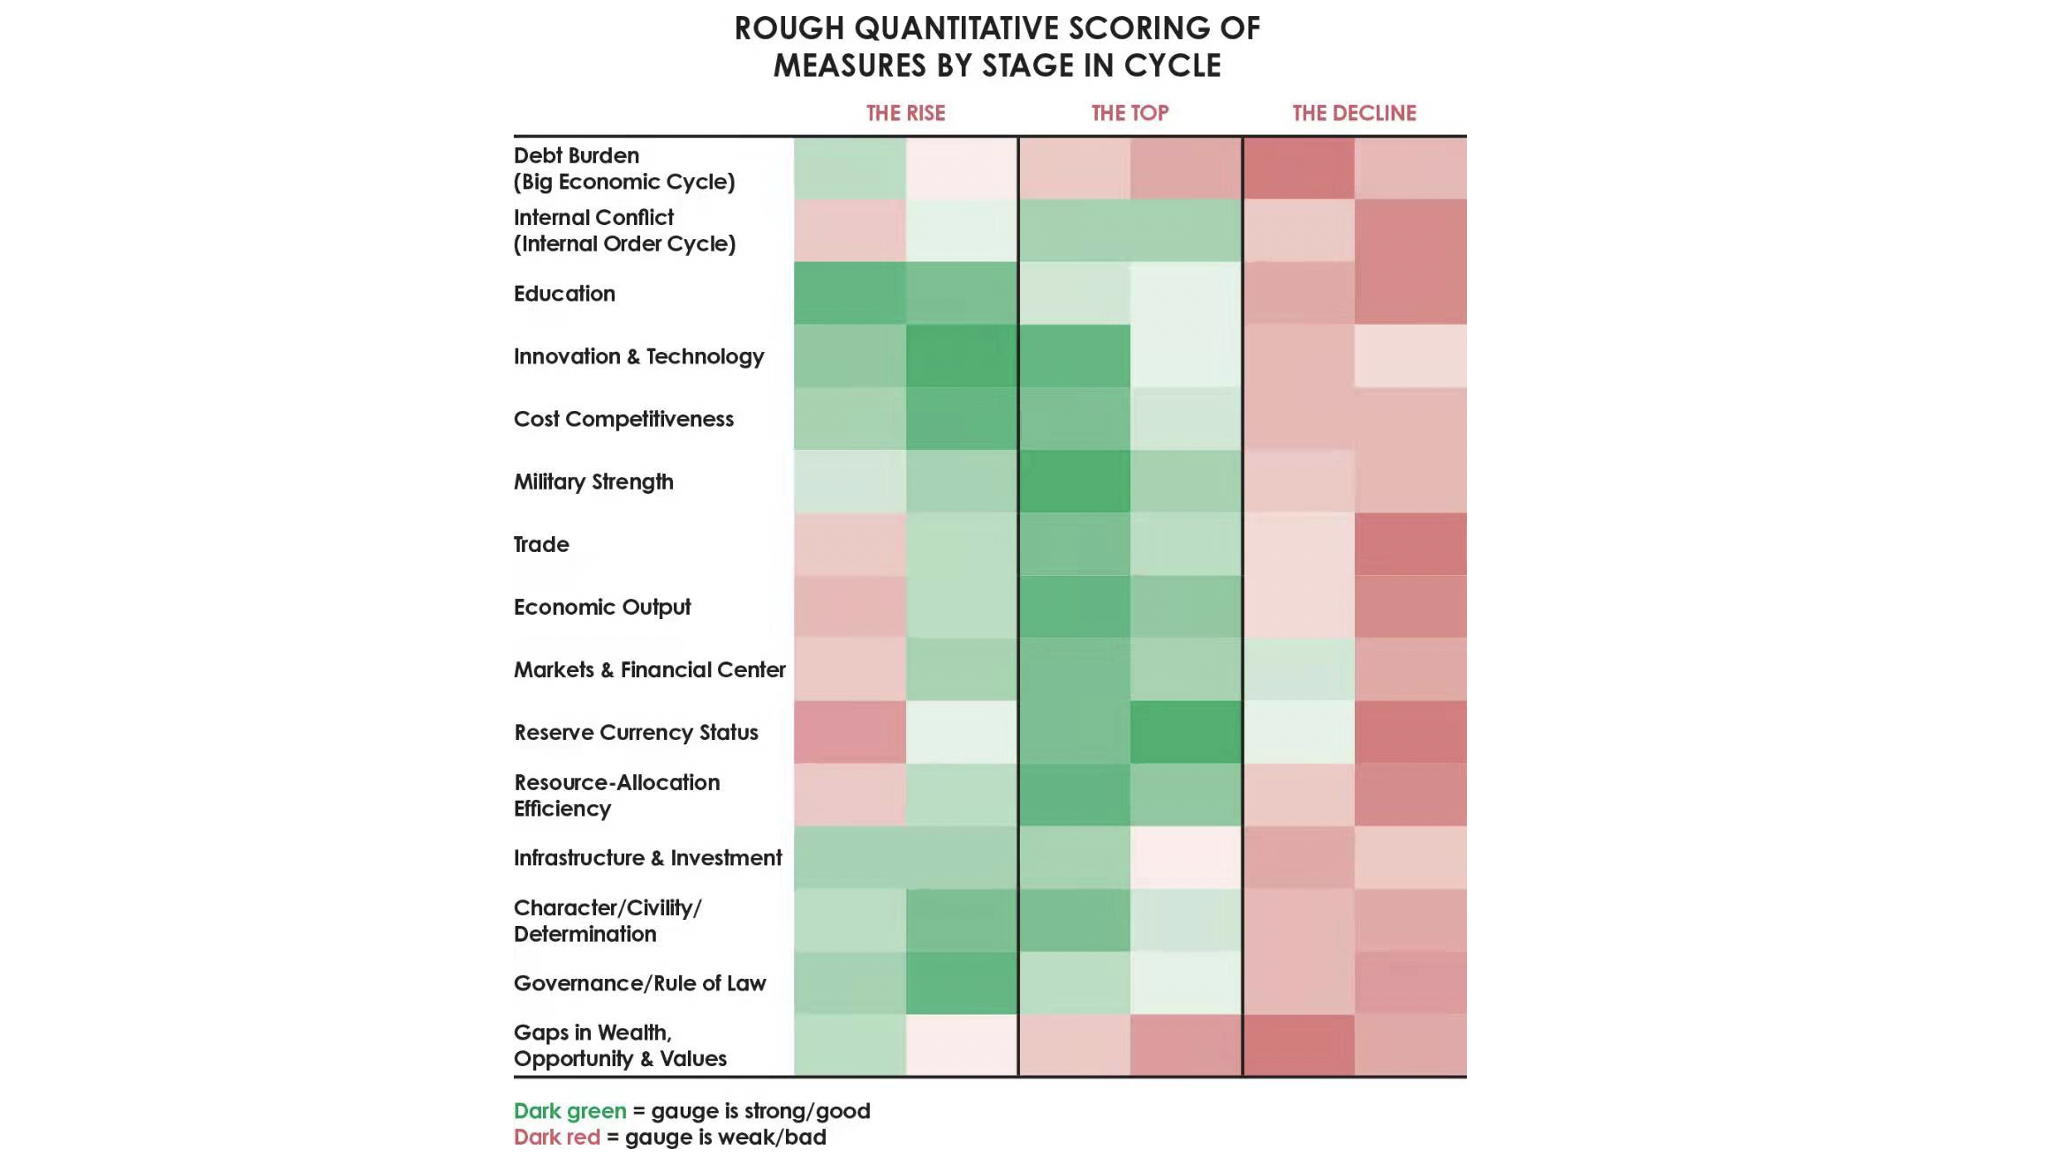 ROUGH QUANTITATIVE SCORING OF
MEASURES BY STAGE IN CYCLE
THE RISE
THE TOP
THE DECLINE
Debt Burden
(Big Economic Cycle)
Internal Conflict
(Internal Order Cycle)
Education
Innovation & Technology
Cost Competitiveness
Military Strength
Trade
Economic Output
Markets & Financial Center
Reserve Currency Status
Resource-Allocation
Efficiency
Infrastructure & Investment
Character/Civility/
Determination
Governance/Rule of Law
Gaps in Wealth,
Opportunity & Values
Dark green = gauge is strong/good
Dark red = gauge is weak/bad